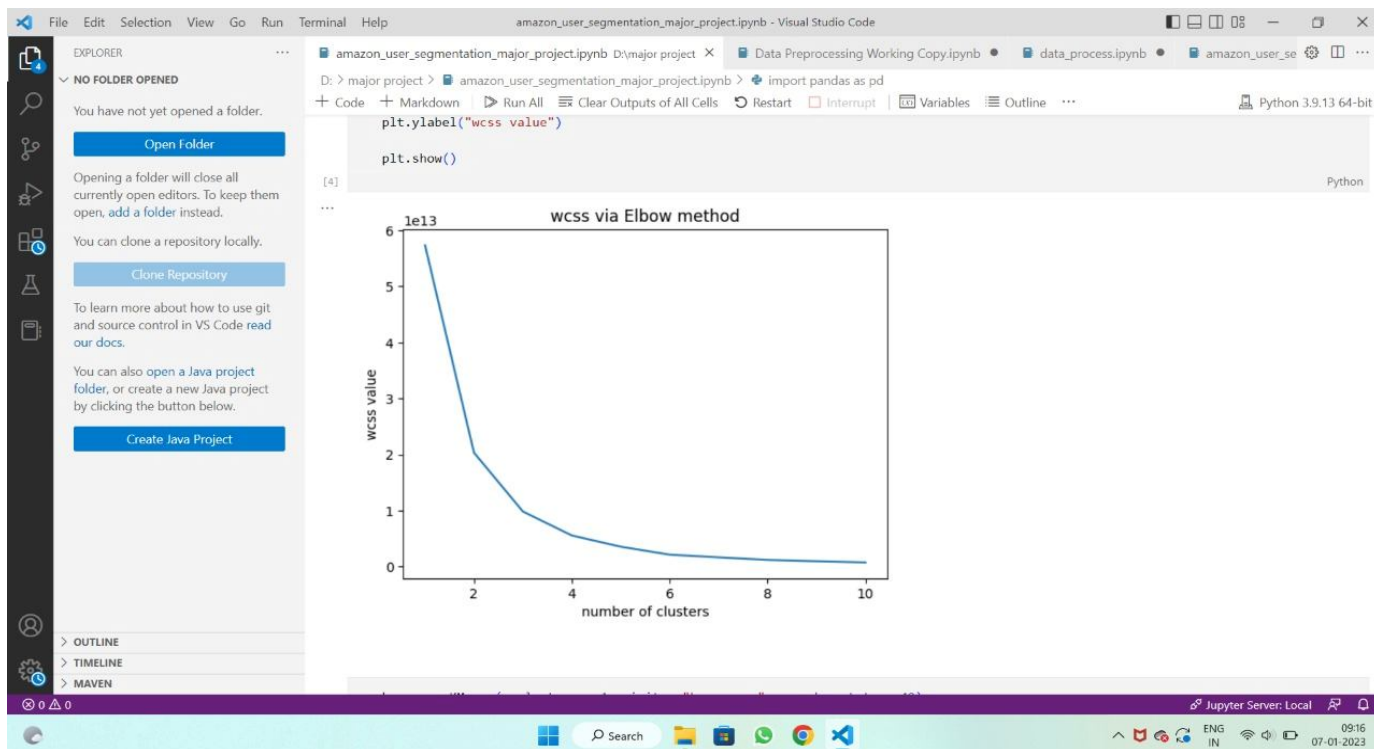 File Edit Selection View Go Run Terminal Help amazon_user_segmentation_major_project.ipynb - Visual Studio Code
EXPLORER
NO FOLDER OPENED
You have not yet opened a folder.
Open Folder
Opening a folder will close all
currently open editors. To keep them
open, add a folder instead.
You can clone a repository locally.
Clone Repository
To learn more about how to use git
and source control in VS Code read
our docs.
You can also open a Java project
folder, or create a new Java project
by clicking the button below.
Create Java Project
OUTLINE
TIMELINE
MAVEN
4
amazon_user_segmentation_major_project.ipynb D:\major project Data Preprocessing Working Copy.ipynb data_process.ipynb amazon_user_se
D: > major project > amazon_user_segmentation_major_project.ipynb > import pandas as pd
+ Code + Markdown Run All Clear Outputs of All Cells Restart Interrupt Variables Outline ... Python 3.9.13 64-bit
plt.ylabel("wcss value")
plt.show()
[4] Python
wcss via Elbow method
1e13
6
5
4
3
2
1
0
wcss value
2 4 6 8 10
number of clusters
0 0 Jupyter Server: Local
Search
ENG
IN
09:16
07-01-2023